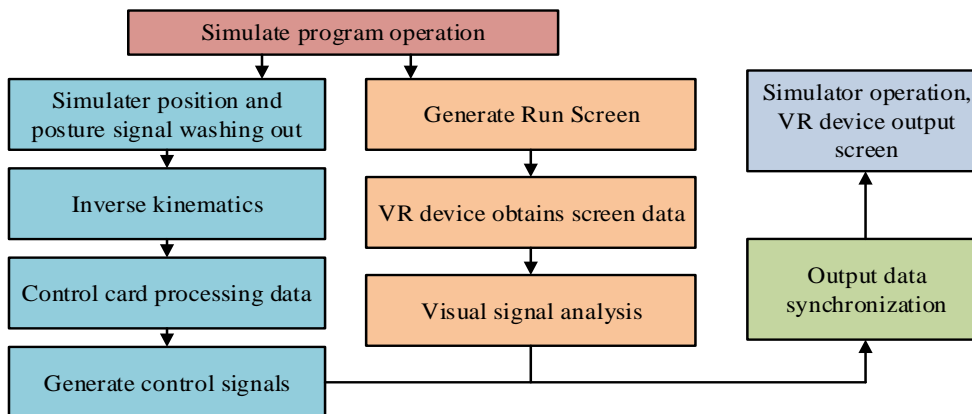 Simulate program operation
Simulater position and
posture signal washing out
Inverse kinematics
Control card processing data
Generate control signals
Generate Run Screen
VR device obtains screen data
Visual signal analysis
Simulator operation,
VR device output
screen
Output data
synchronization